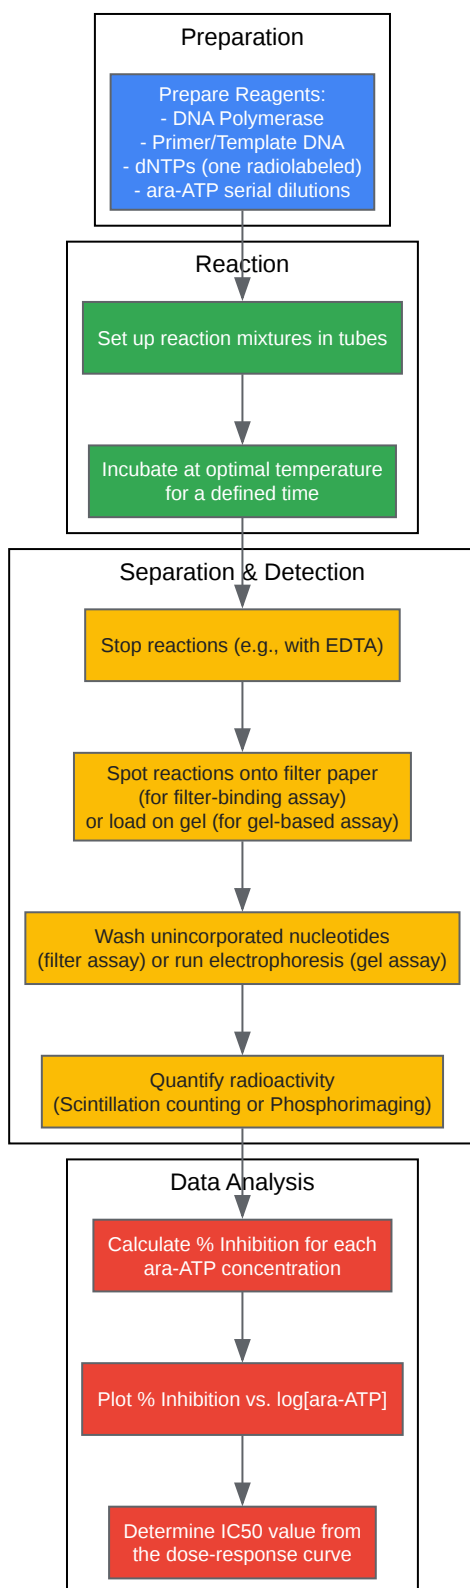 Preparation
Prepare Reagents:
- DNA Polymerase
- Primer/Template DNA
- dNTPs (one radiolabeled)
- ara-ATP serial dilutions
Reaction
Set up reaction mixtures in tubes
Incubate at optimal temperature
for a defined time
Separation & Detection
Stop reactions (e.g., with EDTA)
Spot reactions onto filter paper
(for filter-binding assay)
or load on gel (for gel-based assay)
Wash unincorporated nucleotides
(filter assay) or run electrophoresis (gel assay)
Quantify radioactivity
(Scintillation counting or Phosphorimaging)
Data Analysis
Calculate % Inhibition for each
ara-ATP concentration
Plot % Inhibition vs. log[ara-ATP]
Determine IC50 value from
the dose-response curve